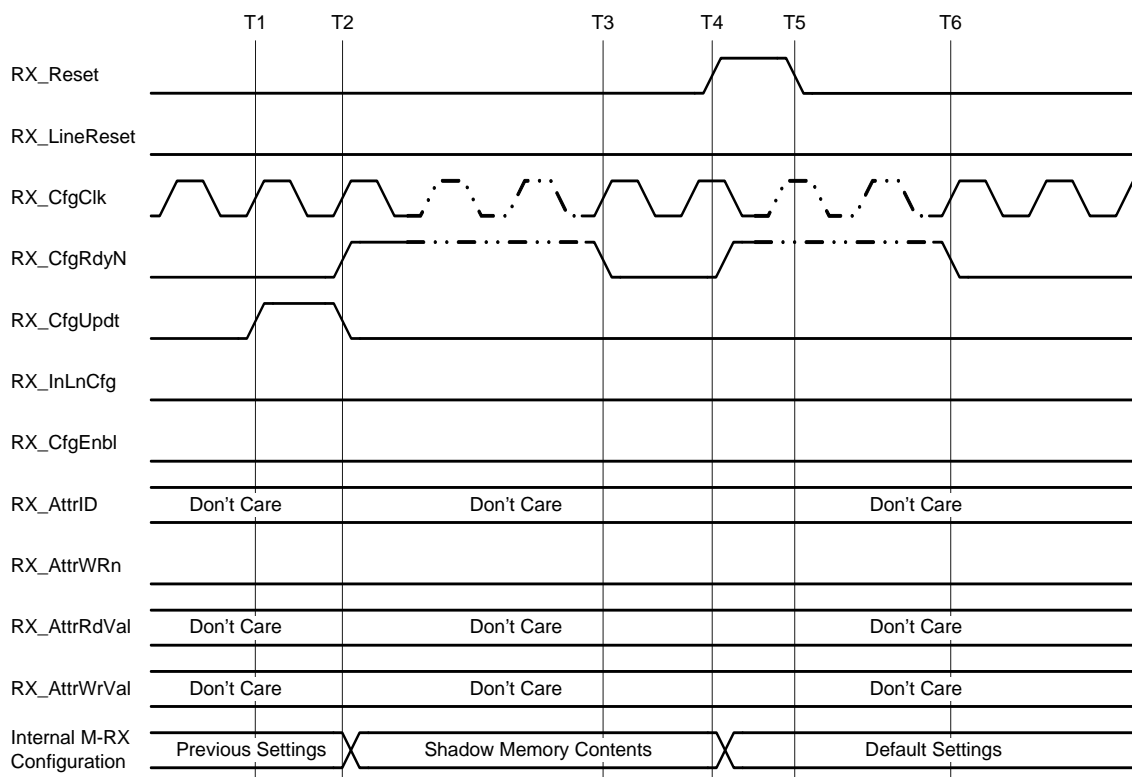 T1 T2 T3 T4 T5 T6
RX_Reset
RX_LineReset
RX_CfgClk
RX_CfgRdyN
RX_CfgUpdt
RX_InLnCfg
RX_CfgEnbl
RX_AttrID Don't Care Don't Care Don't Care
RX_AttrWRn
RX_AttrRdVal Don't Care Don't Care Don't Care
RX_AttrWrVal Don't Care Don't Care Don't Care
Internal M-RX
Configuration Previous Settings Shadow Memory Contents Default Settings